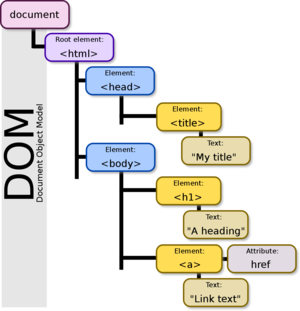 document
Root element:
<html>
Element:
<head>
Element:
<title>
Text:
"My title"
Element:
<body>
Element:
<h1>
Text:
"A heading"
Element:
<a>
Attribute:
href
Text:
"Link text"
DOM
Document Object Model